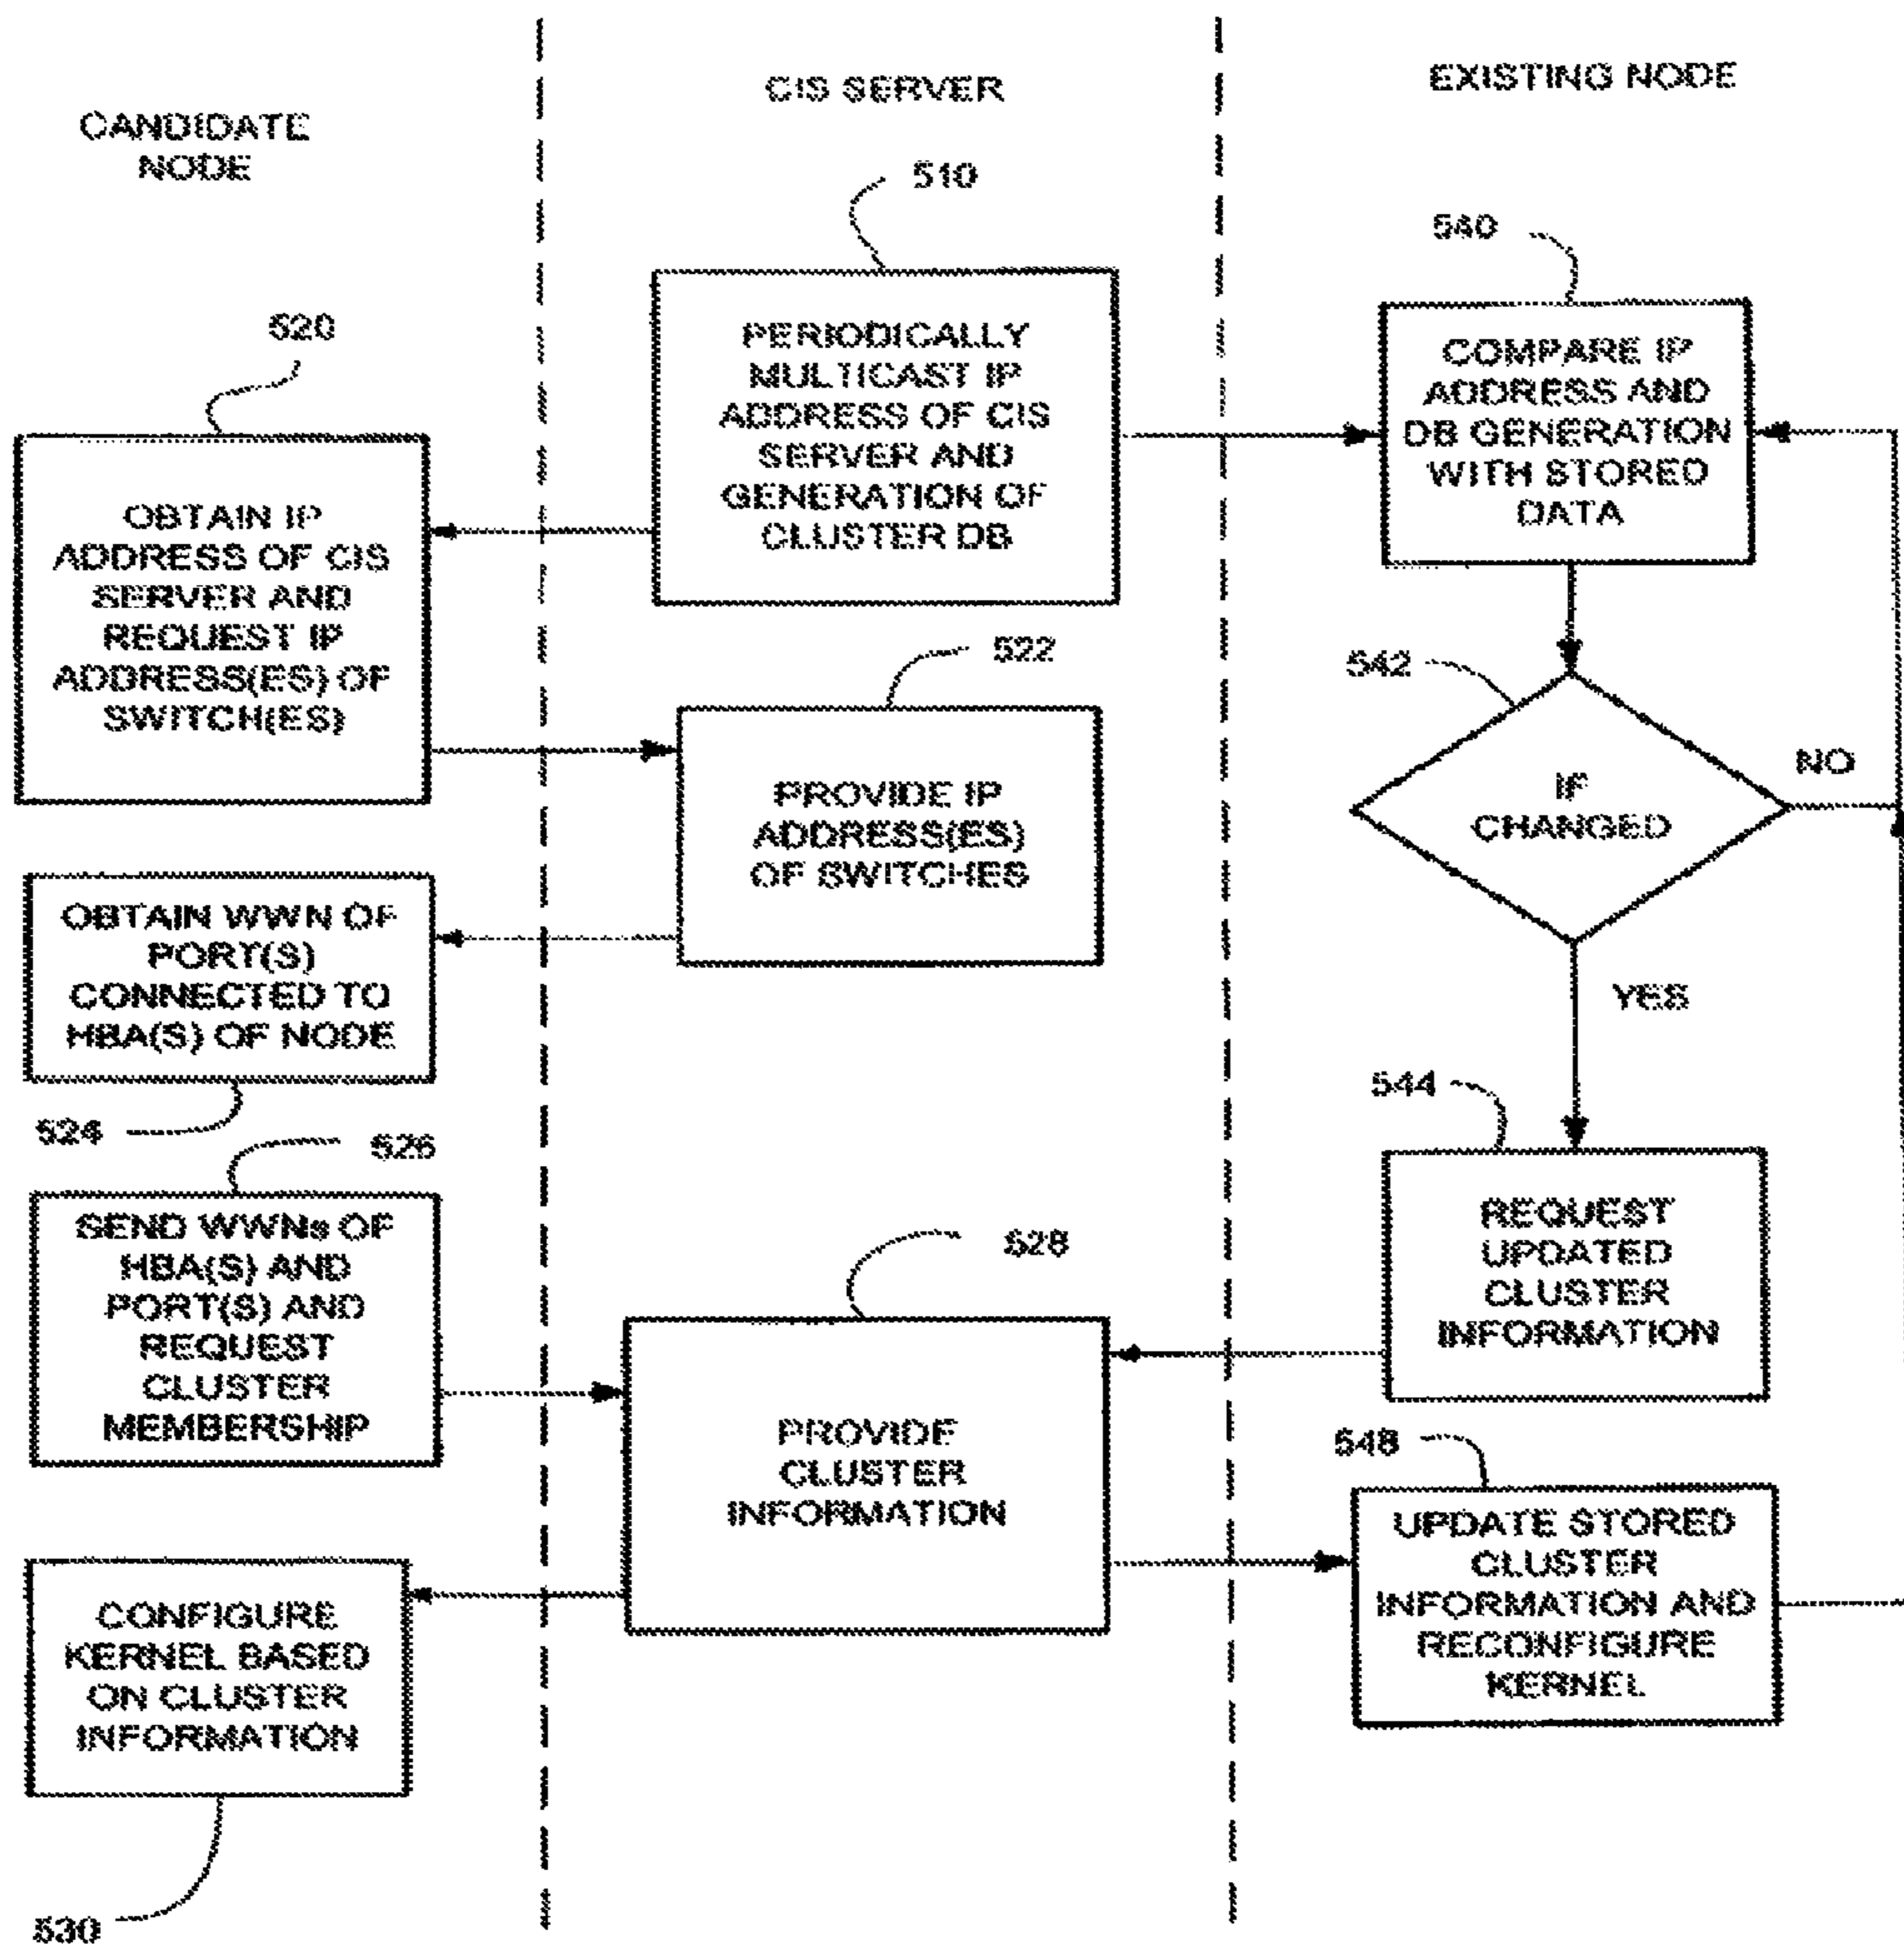 CANDIDATE
NODE
CIS SERVER
EXISTING NODE
510
PERIODICALLY
MULTICAST IP
ADDRESS OF CIS
SERVER AND
GENERATION OF
CLUSTER DB
520
OBTAIN IP
ADDRESS OF CIS
SERVER AND
REQUEST IP
ADDRESS(ES) OF
SWITCH(ES)
540
COMPARE IP
ADDRESS AND
DB GENERATION
WITH STORED
DATA
522
PROVIDE IP
ADDRESS(ES)
OF SWITCHES
542
IF
CHANGED
NO
YES
OBTAIN WWN OF
PORT(S)
CONNECTED TO
HBA(S) OF NODE
524
526
SEND WWNs OF
HBA(S) AND
PORT(S) AND
REQUEST
CLUSTER
MEMBERSHIP
528
PROVIDE
CLUSTER
INFORMATION
544
REQUEST
UPDATED
CLUSTER
INFORMATION
548
UPDATE STORED
CLUSTER
INFORMATION AND
RECONFIGURE
KERNEL
CONFIGURE
KERNEL BASED
ON CLUSTER
INFORMATION
530